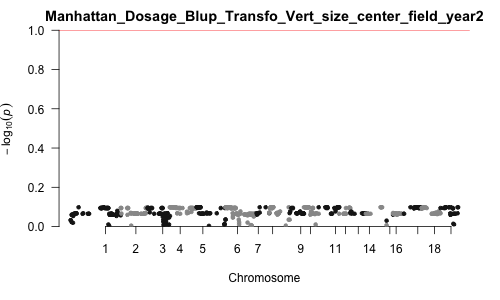 Manhattan_Dosage_Blup_Transfo_Vert_size_center_field_year2
1.0
0.8
0.6
0.4
0.2
0.0
− log10(p)
1 2 3 4 5 6 7 9 11 14 16 18
Chromosome